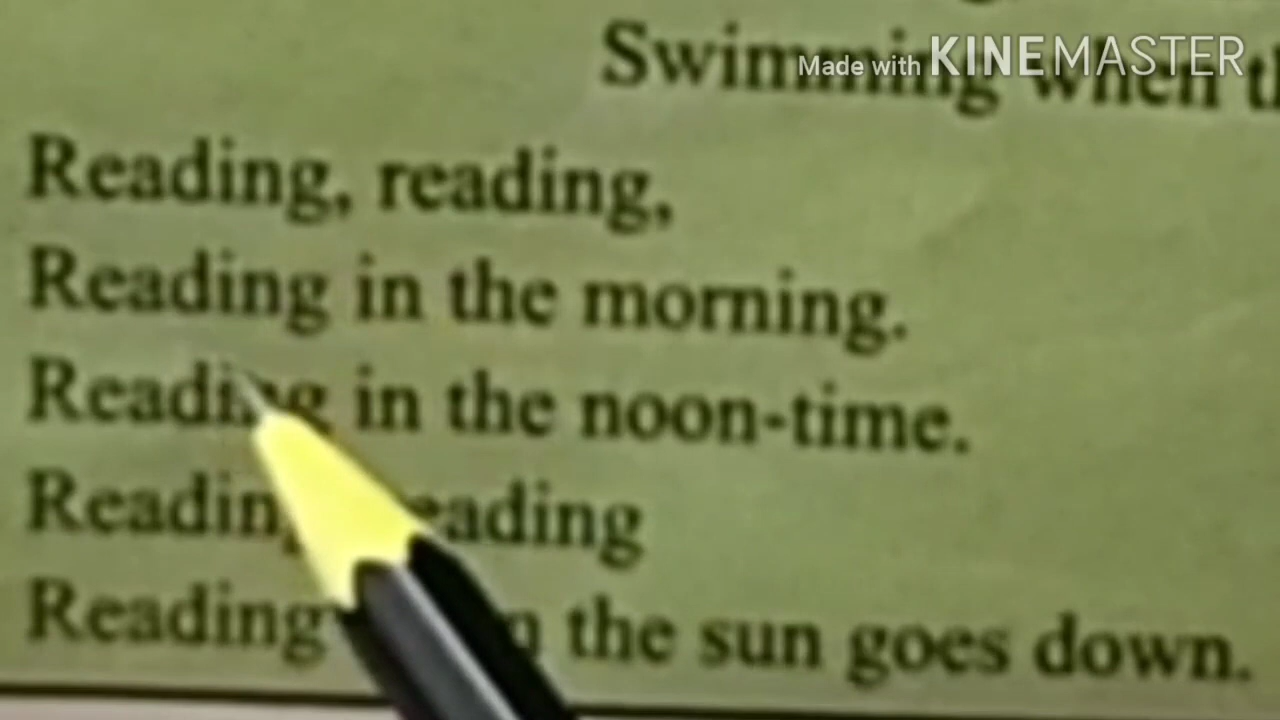 Swimming when
Made with KINEMASTER
Reading, reading,
Reading in the morning.
Reading in the noon-time.
Reading reading
Reading the sun goes down.